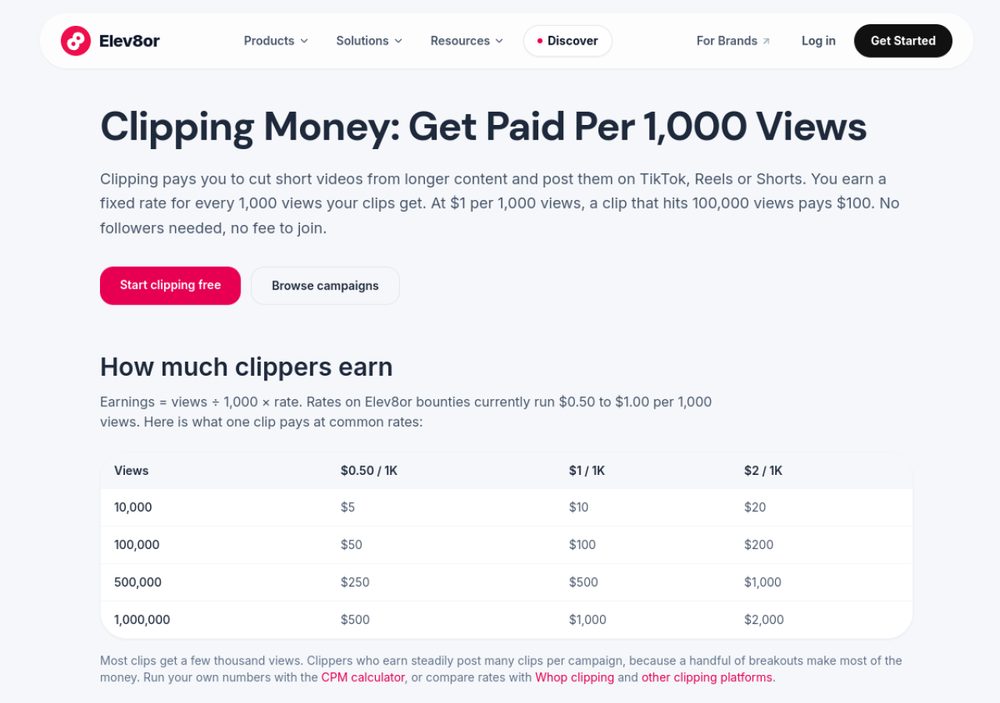 Elev8or
Products
Solutions
Resources
Discover
For Brands ↗
Log in
Get Started
Clipping Money: Get Paid Per 1,000 Views
Clipping pays you to cut short videos from longer content and post them on TikTok, Reels or Shorts. You earn a
fixed rate for every 1,000 views your clips get. At $1 per 1,000 views, a clip that hits 100,000 views pays $100. No
followers needed, no fee to join.
Start clipping free
Browse campaigns
How much clippers earn
Earnings = views ÷ 1,000 × rate. Rates on Elev8or bounties currently run $0.50 to $1.00 per 1,000
views. Here is what one clip pays at common rates:
Views $0.50 / 1K $1 / 1K $2 / 1K
10,000 $5 $10 $20
100,000 $50 $100 $200
500,000 $250 $500 $1,000
1,000,000 $500 $1,000 $2,000
Most clips get a few thousand views. Clippers who earn steadily post many clips per campaign, because a handful of breakouts make most of the
money. Run your own numbers with the CPM calculator, or compare rates with Whop clipping and other clipping platforms.